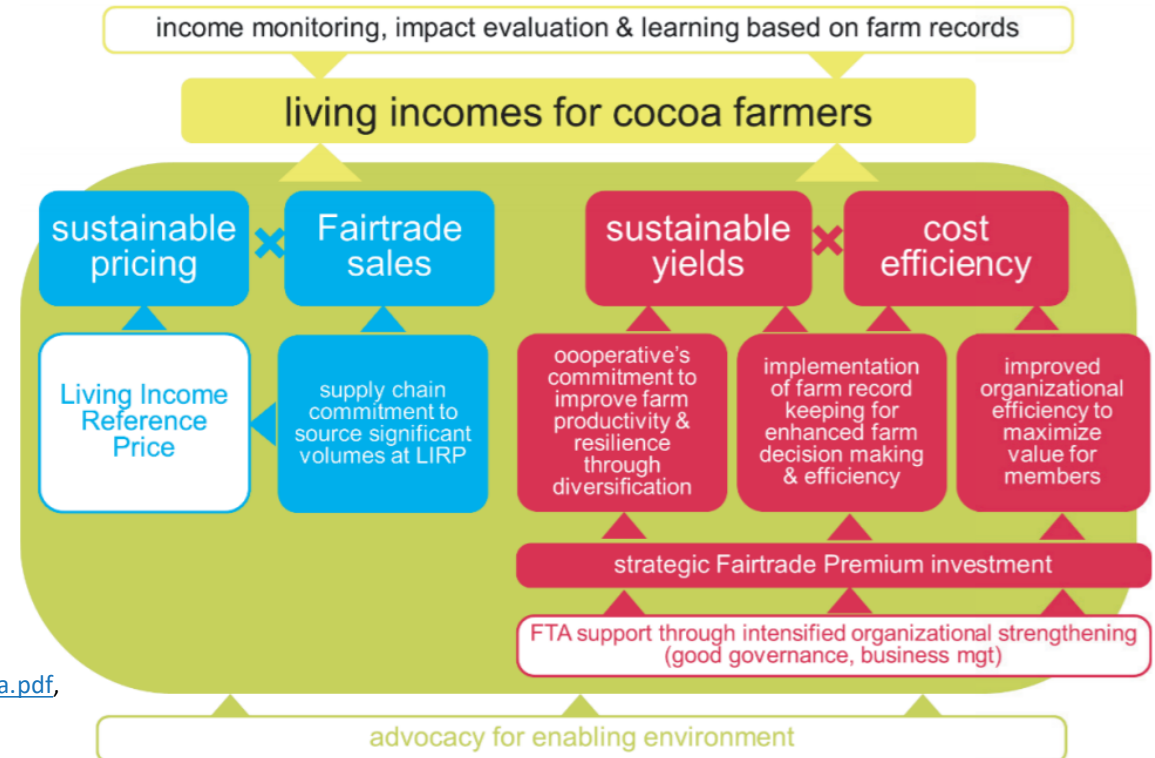 income monitoring, impact evaluation & learning based on farm records
living incomes for cocoa farmers
sustainable
pricing
Fairtrade
sales
sustainable
yields
cost
efficiency
Living Income
Reference
Price
supply chain
commitment to
source significant
volumes at LIRP
oooperative's
commitment to
improve farm
productivity &
resilience
through
diversification
implementation
of farm record
keeping for
enhanced farm
decision making
& efficiency
improved
organizational
efficiency to
maximize
value for
members
strategic Fairtrade Premium investment
FTA support through intensified organizational strengthening
(good governance, business mgt)
a.pdf,
advocacy for enabling environment